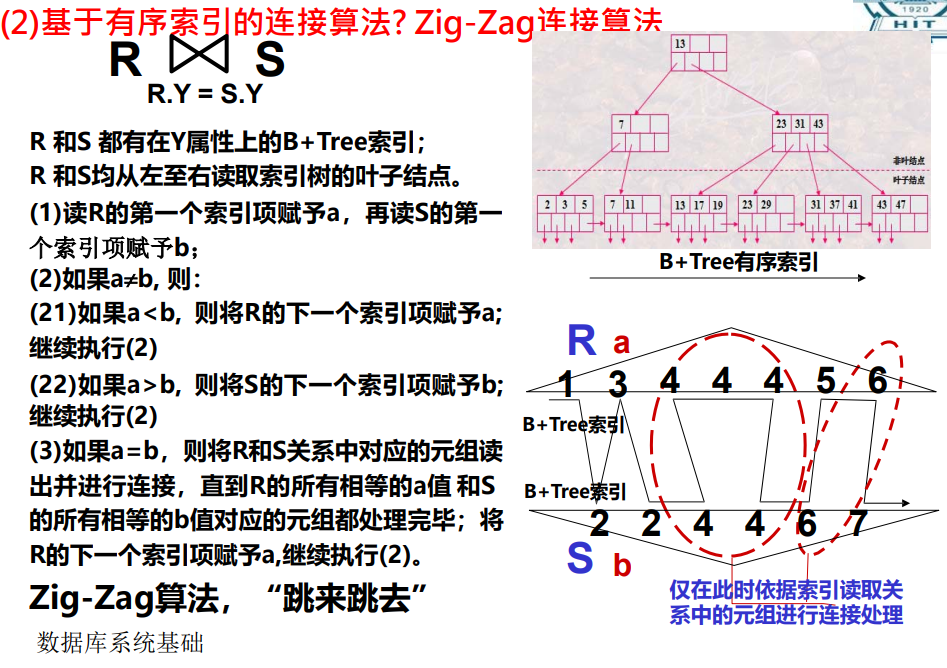 (2)基于有序索引的连接算法? Zig-Zag连接算法
1920
HIT
R ⋈ S
R.Y = S.Y
R 和S 都有在Y属性上的B+Tree索引；
R 和S均从左至右读取索引树的叶子结点。
(1)读R的第一个索引项赋予a，再读S的第一
个索引项赋予b；
(2)如果a≠b, 则：
(21)如果a<b, 则将R的下一个索引项赋予a;
继续执行(2)
(22)如果a>b, 则将S的下一个索引项赋予b;
继续执行(2)
(3)如果a=b，则将R和S关系中对应的元组读
出并进行连接，直到R的所有相等的a值 和S
的所有相等的b值对应的元组都处理完毕；将
R的下一个索引项赋予a,继续执行(2)。
Zig-Zag算法，“跳来跳去”
数据库系统基础
13
7
23 31 43
非叶结点
叶子结点
2 3 5
7 11
13 17 19
23 29
31 37 41
43 47
B+Tree有序索引
R a
1 3 4 4 4 5 6
B+Tree索引
B+Tree索引
2 2 4 4 6 7
S b
仅在此时依据索引读取关
系中的元组进行连接处理